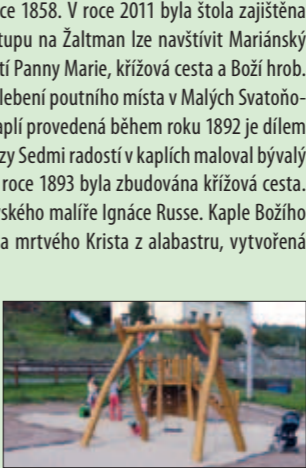 ce 1858. V roce 2011 byla štola zajištěna
tupu na Žaltman lze navštívit Mariánský
tí Panny Marie, křížová cesta a Boží hrob.
lebení poutního místa v Malých Svatoňo-
aplí provedená během roku 1892 je dílem
zy Sedmi radostí v kaplích maloval bývalý
roce 1893 byla zbudována křížová cesta.
ského malíře Ignáce Russe. Kaple Božího
a mrtvého Krista z alabastru, vytvořená